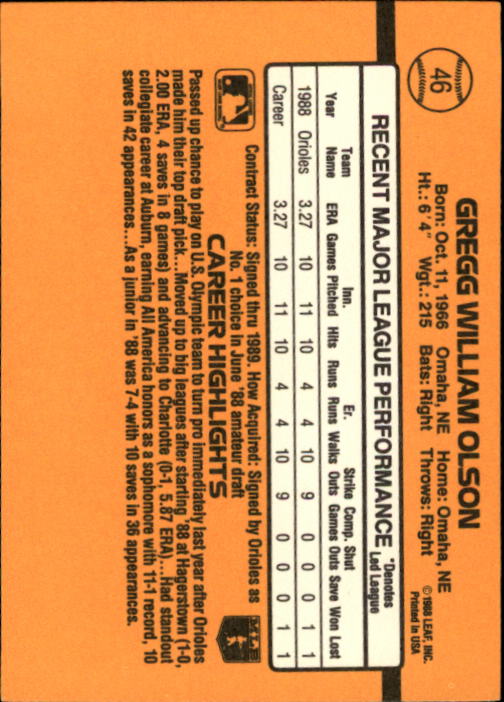 46
GREGG WILLIAM OLSON
Born: Oct. 11, 1966 Omaha, NE Home: Omaha, NE
Ht.: 6'4" Wgt.: 215 Bats: Right Throws: Right
©1988 LEAF, INC.
Printed in USA
RECENT MAJOR LEAGUE PERFORMANCE *Denotes Led League
Team Inn. Er. Strike Comp. Shut
Year Name ERA Games Pitched Hits Runs Runs Walks Outs Games Outs Save Won Lost
1988 Orioles 3.27 10 11 10 4 4 10 9 0 0 0 1 1
Career 3.27 10 11 10 4 4 10 9 0 0 0 1 1
Contract Status: Signed thru 1989. How Acquired: Signed by Orioles as
No. 1 choice in June '88 amateur draft
CAREER HIGHLIGHTS
Passed up chance to play on U.S. Olympic team to turn pro immediately last year after Orioles
made him their top draft pick...Moved up to big leagues after starting '88 at Hagerstown (1-0,
2.00 ERA, 4 saves in 8 games) and advancing to Charlotte (0-1, 5.87 ERA)...Had standout
collegiate career at Auburn, earning All America honors as a sophomore with 11-1 record, 10
saves in 42 appearances...As a junior in '88 was 7-4 with 10 saves in 36 appearances.